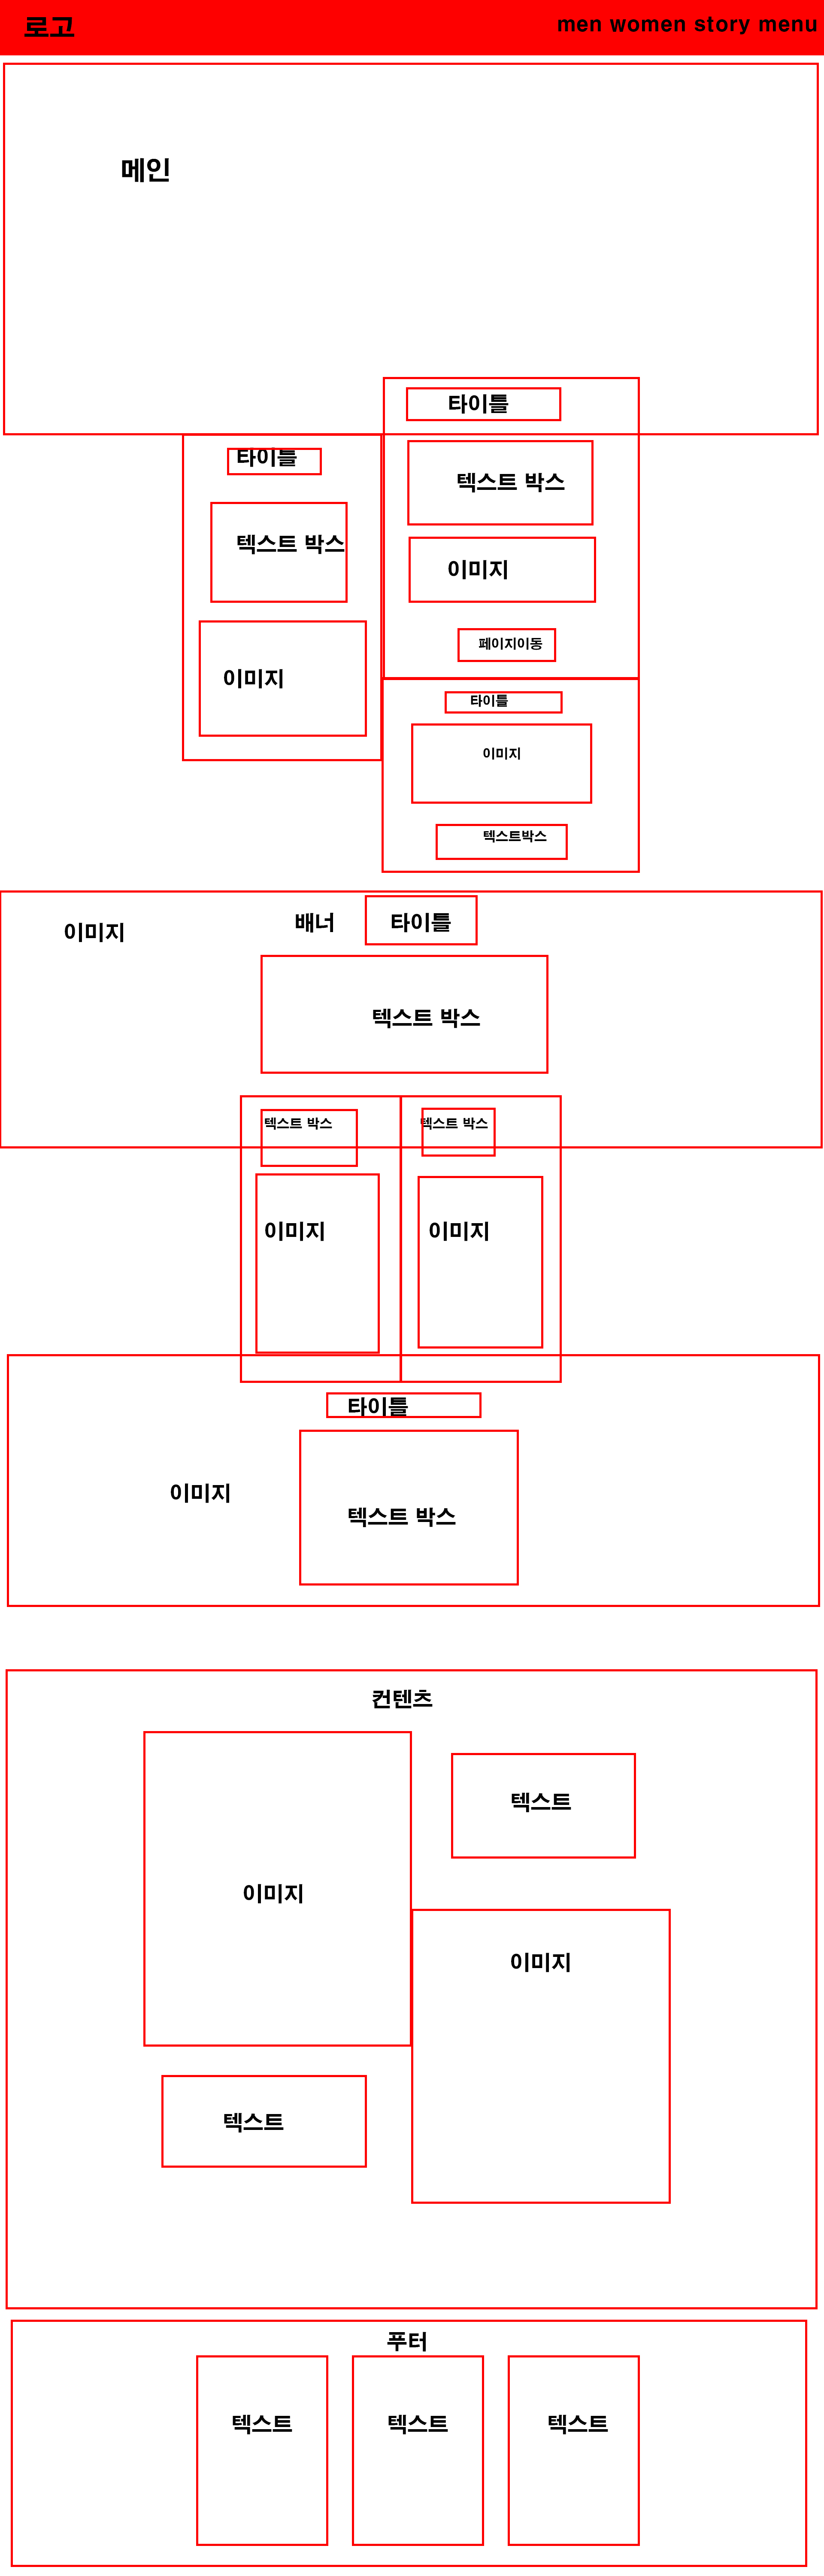 로고
men women story menu
메인
타이틀
텍스트 박스
이미지
페이지이동
타이틀
텍스트 박스
이미지
타이틀
이미지
텍스트박스
이미지
배너
타이틀
텍스트 박스
텍스트 박스
텍스트 박스
이미지
이미지
타이틀
이미지
텍스트 박스
컨텐츠
텍스트
이미지
이미지
텍스트
푸터
텍스트
텍스트
텍스트